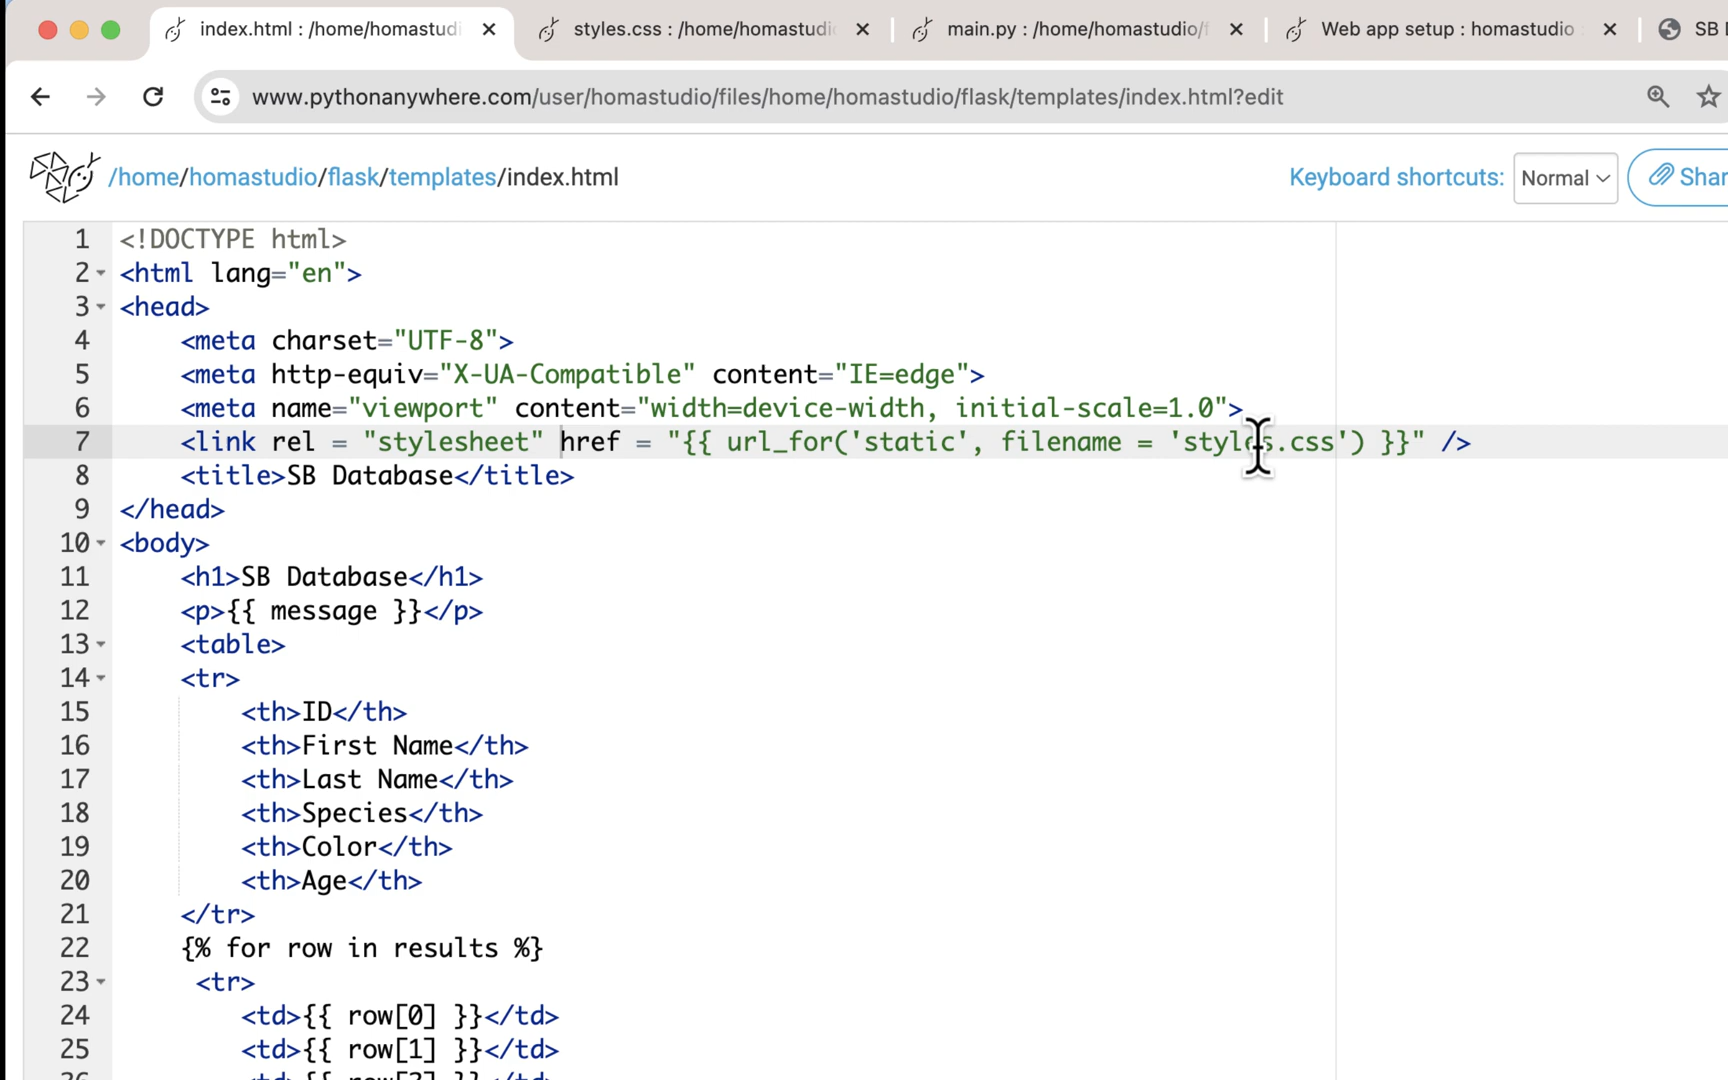 index.html : /home/homastudi
styles.css : /home/homastudi
main.py : /home/homastudio/f
Web app setup : homastudio
SB
www.pythonanywhere.com/user/homastudio/files/home/homastudio/flask/templates/index.html?edit
/home/homastudio/flask/templates/index.html
Keyboard shortcuts:
Normal
Shar
1 <!DOCTYPE html>
2 <html lang="en">
3 <head>
4 <meta charset="UTF-8">
5 <meta http-equiv="X-UA-Compatible" content="IE=edge">
6 <meta name="viewport" content="width=device-width, initial-scale=1.0">
7 <link rel = "stylesheet" href = "{{ url_for('static', filename = 'styles.css') }}" />
8 <title>SB Database</title>
9 </head>
10 <body>
11 <h1>SB Database</h1>
12 <p>{{ message }}</p>
13 <table>
14 <tr>
15 <th>ID</th>
16 <th>First Name</th>
17 <th>Last Name</th>
18 <th>Species</th>
19 <th>Color</th>
20 <th>Age</th>
21 </tr>
22 {% for row in results %}
23 <tr>
24 <td>{{ row[0] }}</td>
25 <td>{{ row[1] }}</td>